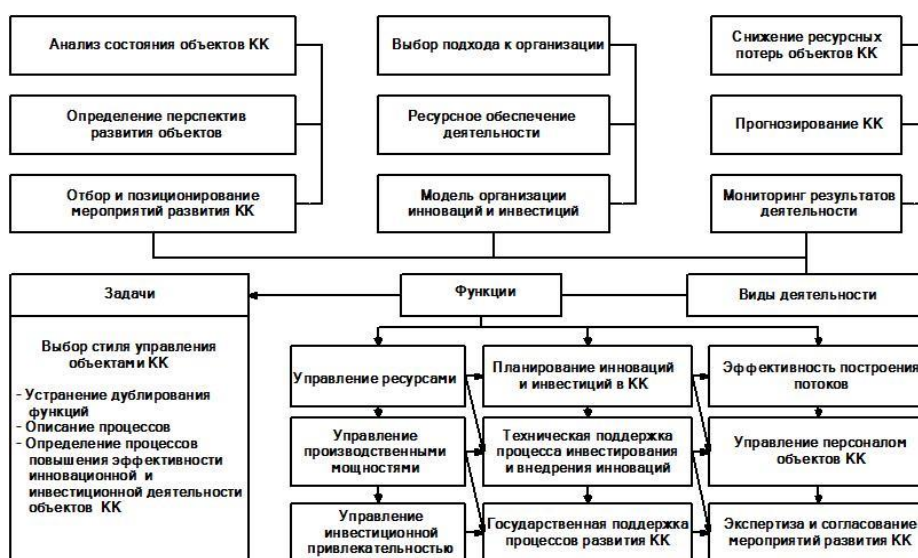 Анализ состояния объектов КК
Выбор подхода к организации
Снижение ресурсных
потерь объектов КК
Определение перспектив
развития объектов
Ресурсное обеспечение
деятельности
Прогнозирование КК
Отбор и позиционирование
мероприятий развития КК
Модель организации
инноваций и инвестиций
Мониторинг результатов
деятельности
Задачи
Функции
Виды деятельности
Выбор стиля управления
объектами КК
- Устранение дублирования
функций
- Описание процессов
- Определение процессов
повышения эффективности
инновационной и
инвестиционной деятельности
объектов КК
Управление ресурсами
Планирование инноваций
и инвестиций в КК
Эффективность построения
потоков
Управление
производственными
мощностями
Техническая поддержка
процесса инвестирования
и внедрения инноваций
Управление персоналом
объектов КК
Управление
инвестиционной
привлекательностью
Государственная поддержка
процессов развития КК
Экспертиза и согласование
мероприятий развития КК